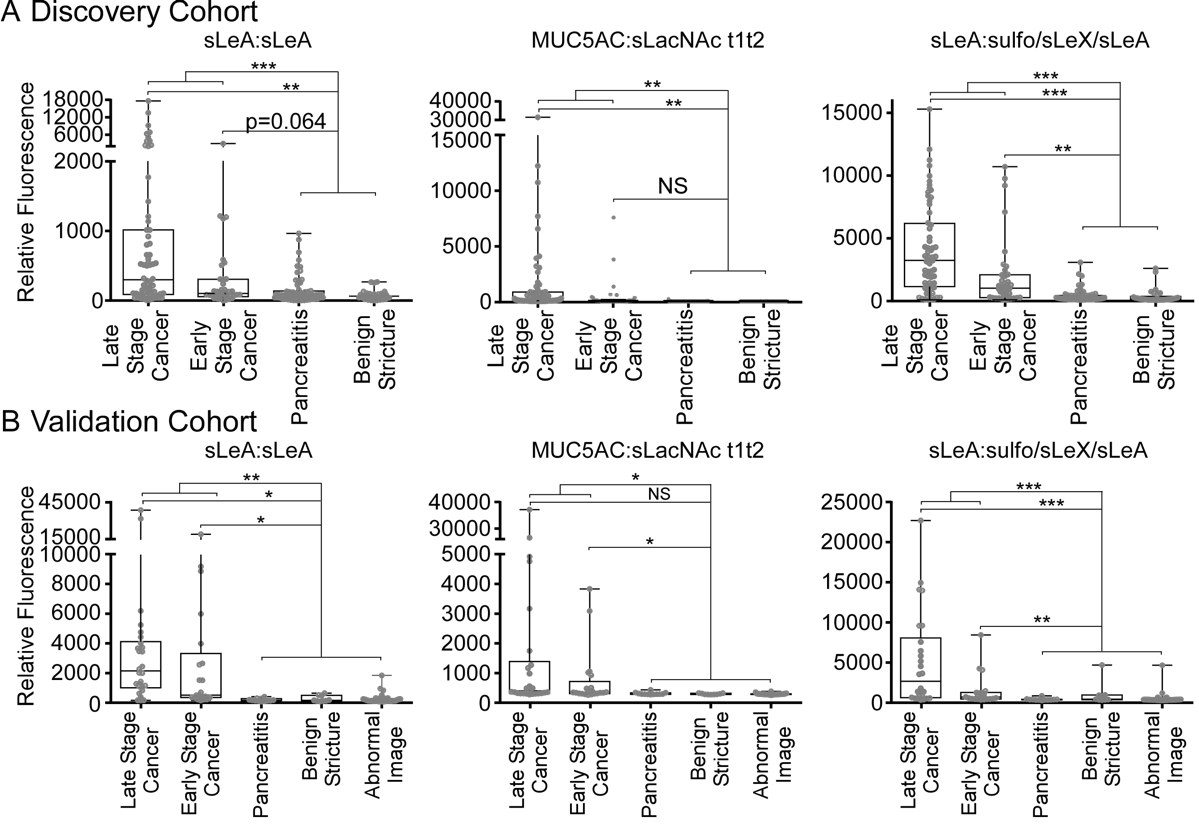 A Discovery Cohort
sLeA:sLeA
MUC5AC:sLacNAc t1t2
sLeA:sulfo/sLeX/sLeA
Relative Fluorescence
18000
12000
6000
2000
1000
0
***
**
p=0.064
Late
Stage
Cancer
Early
Stage
Cancer
Pancreatitis
Benign
Stricture
40000
30000
15000
10000
5000
0
**
**
NS
Late
Stage
Cancer
Early
Stage
Cancer
Pancreatitis
Benign
Stricture
15000
10000
5000
0
***
***
**
Late
Stage
Cancer
Early
Stage
Cancer
Pancreatitis
Benign
Stricture
B Validation Cohort
sLeA:sLeA
MUC5AC:sLacNAc t1t2
sLeA:sulfo/sLeX/sLeA
Relative Fluorescence
45000
15000
10000
8000
6000
4000
2000
0
**
*
*
Late Stage
Cancer
Early Stage
Cancer
Pancreatitis
Benign
Stricture
Abnormal
Image
40000
30000
5000
4000
3000
2000
1000
0
*
NS
*
Late Stage
Cancer
Early Stage
Cancer
Pancreatitis
Benign
Stricture
Abnormal
Image
25000
20000
15000
10000
5000
0
***
***
**
Late Stage
Cancer
Early Stage
Cancer
Pancreatitis
Benign
Stricture
Abnormal
Image